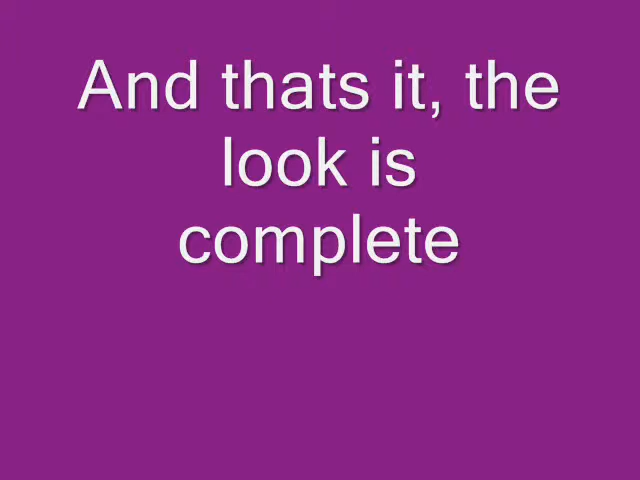 And thats it, the
look is
complete